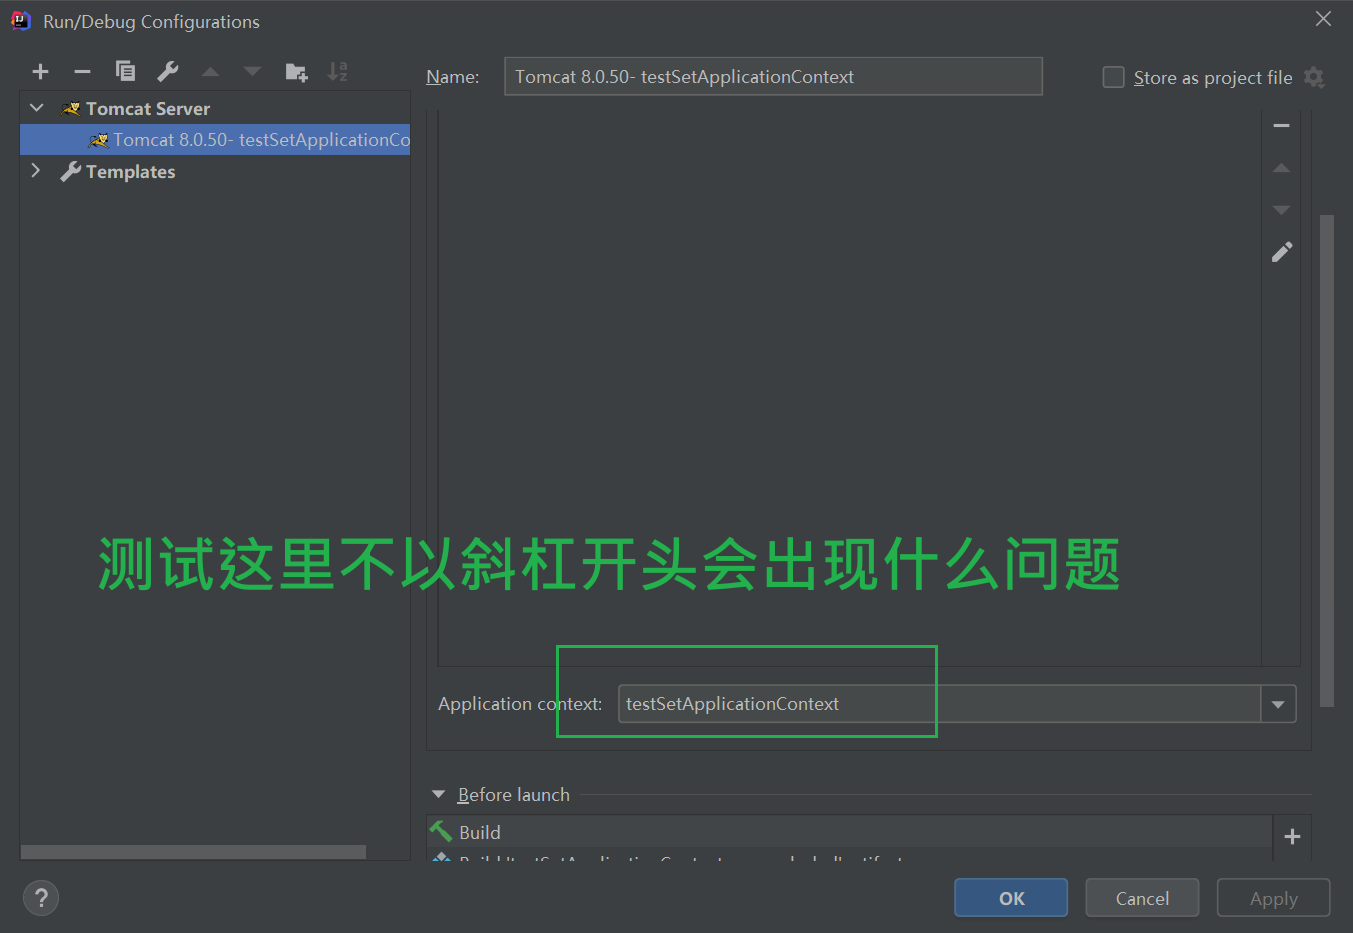 Run/Debug Configurations
Name: Tomcat 8.0.50- testSetApplicationContext
Store as project file
Tomcat Server
Tomcat 8.0.50- testSetApplicationCo
Templates
测试这里不以斜杠开头会出现什么问题
Application context: testSetApplicationContext
Before launch
Build
?
OK
Cancel
Apply